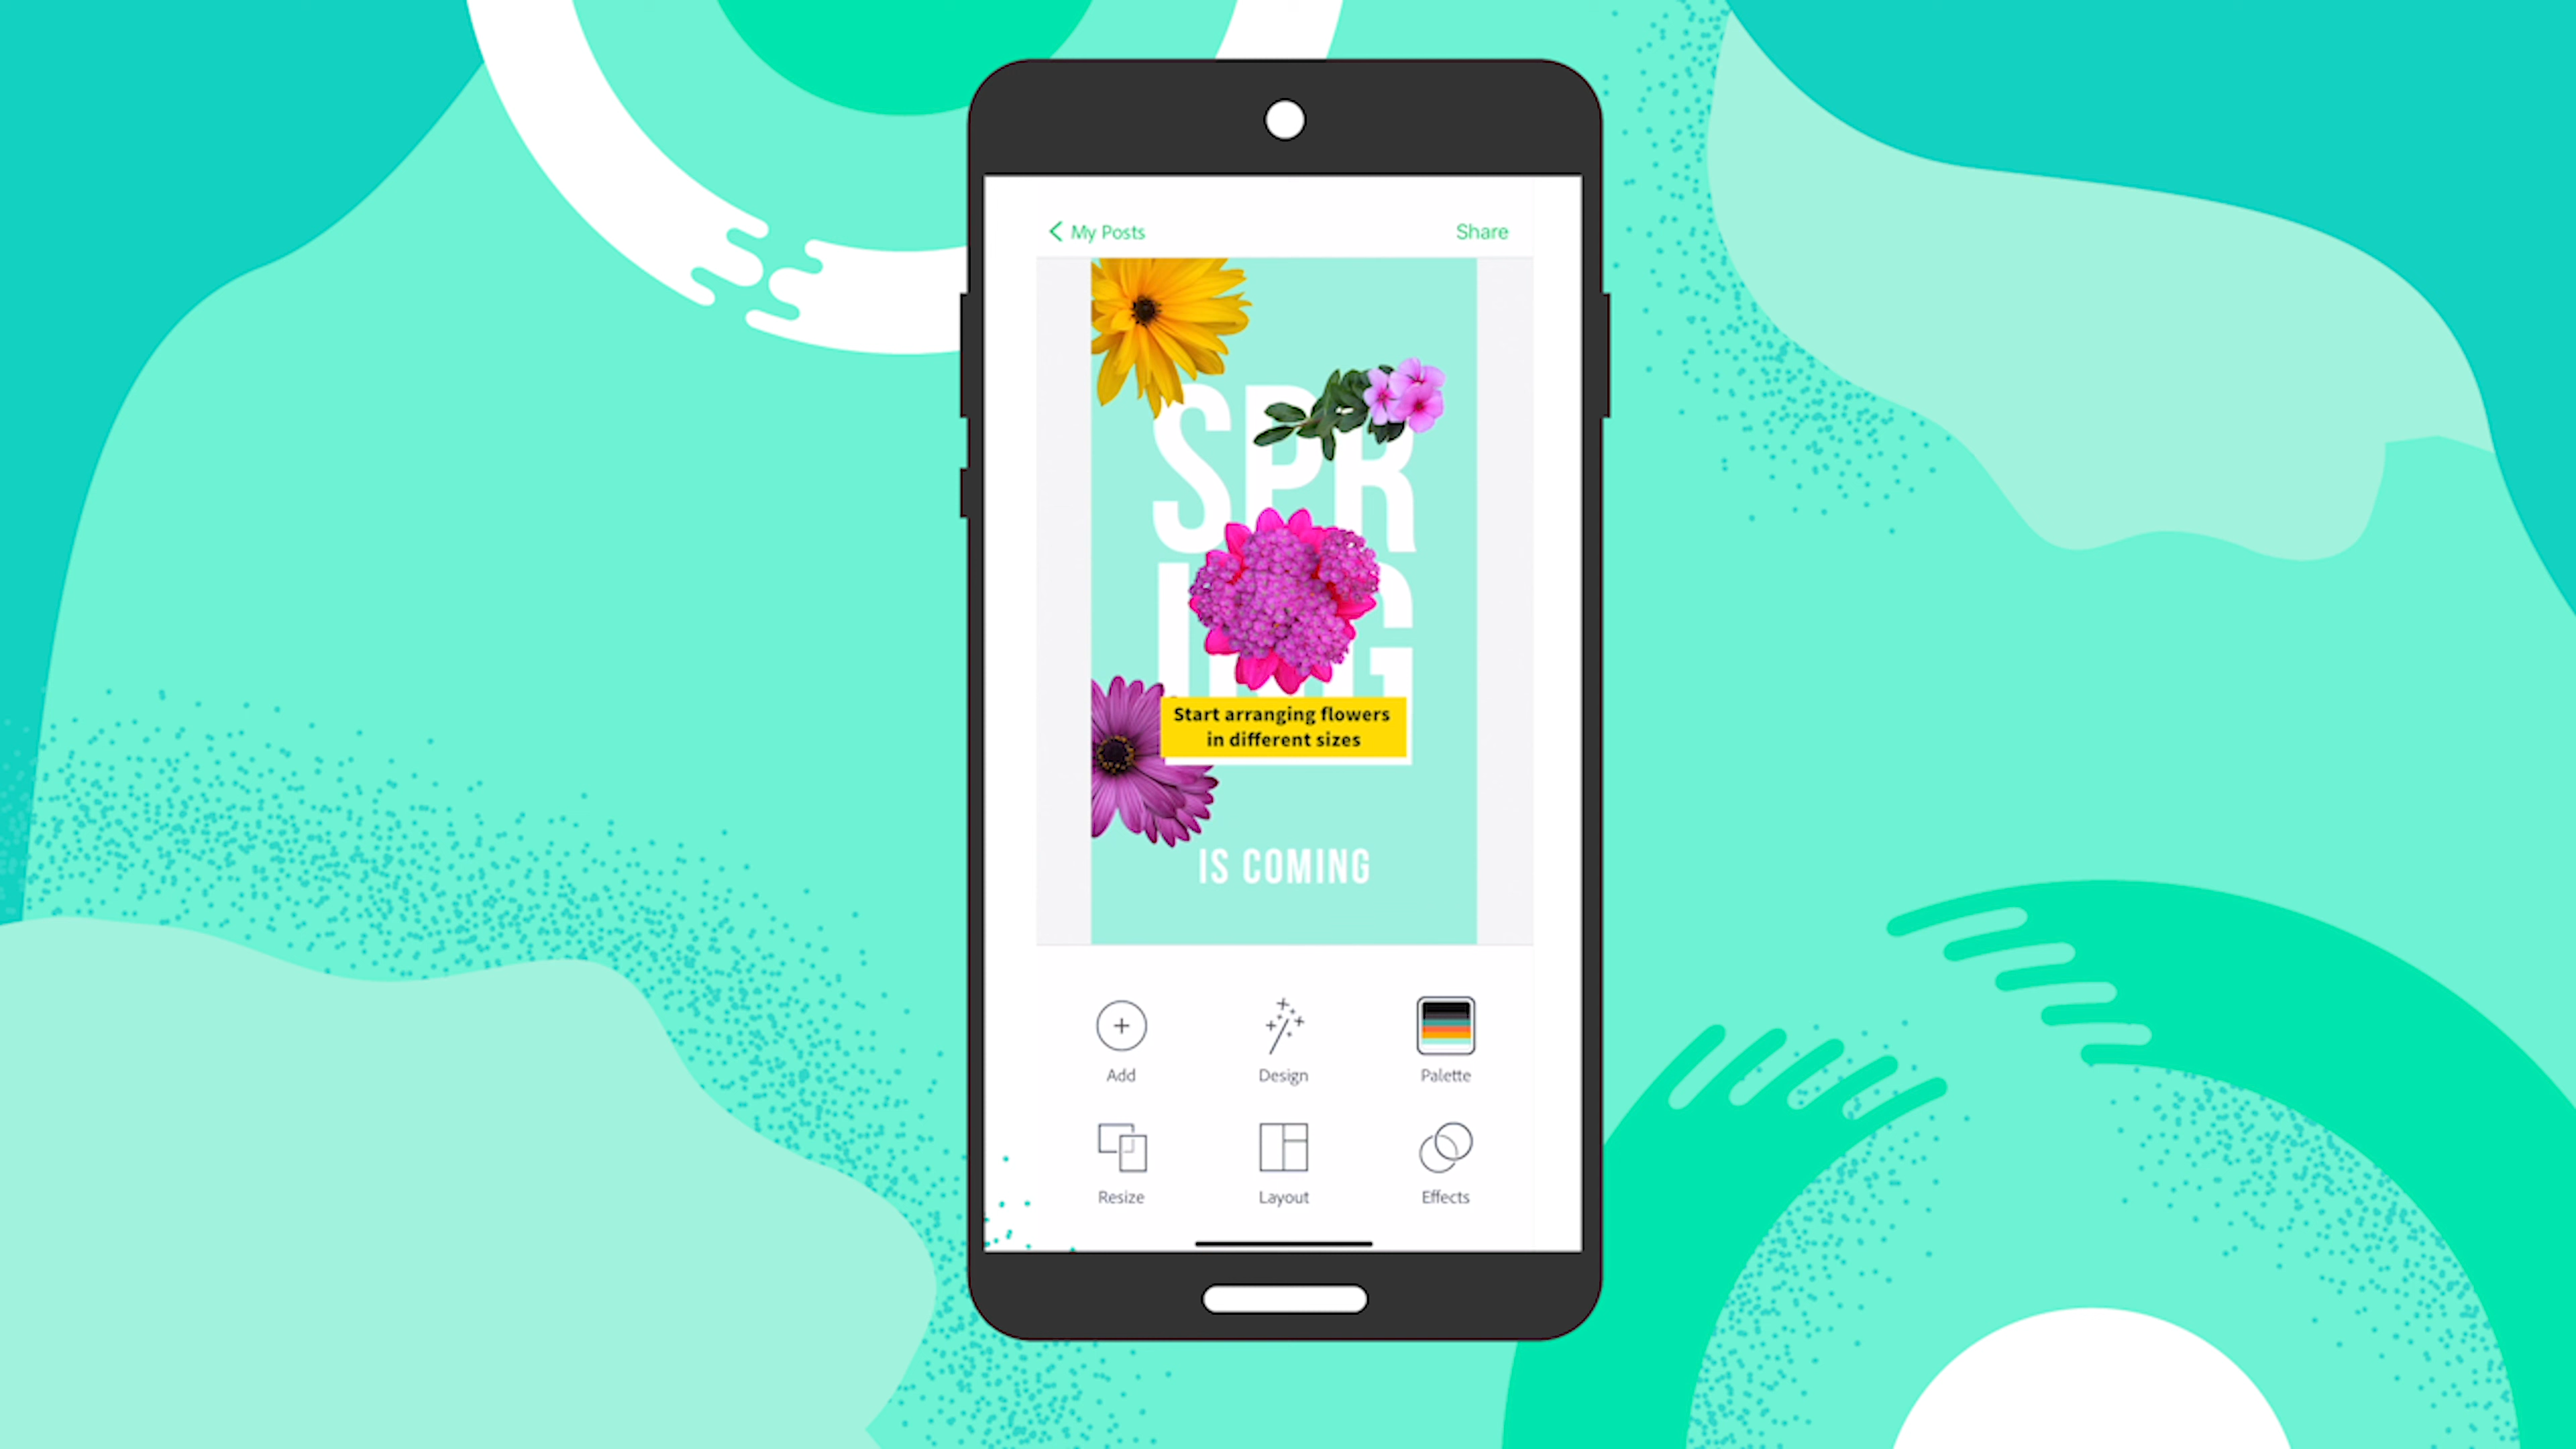 My Posts
Share
SPR
ING
Start arranging flowers
in different sizes
IS COMING
Add
Design
Palette
Resize
Layout
Effects